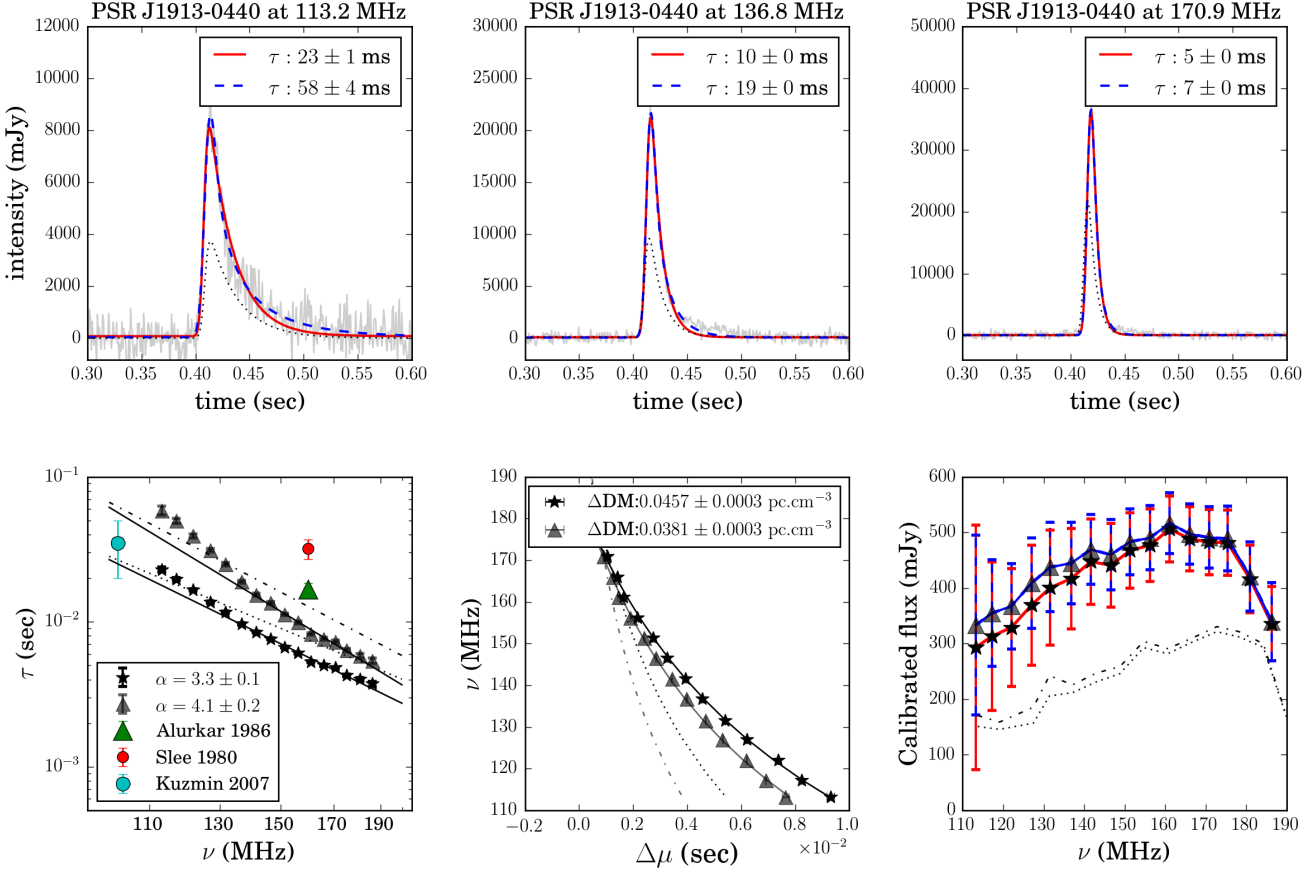 PSR J1913-0440 at 113.2 MHz
PSR J1913-0440 at 136.8 MHz
PSR J1913-0440 at 170.9 MHz
12000
10000
8000
6000
4000
2000
0
intensity (mJy)
τ : 23 ± 1 ms
τ : 58 ± 4 ms
0.30 0.35 0.40 0.45 0.50 0.55 0.60
time (sec)
30000
25000
20000
15000
10000
5000
0
τ : 10 ± 0 ms
τ : 19 ± 0 ms
0.30 0.35 0.40 0.45 0.50 0.55 0.60
time (sec)
50000
40000
30000
20000
10000
0
τ : 5 ± 0 ms
τ : 7 ± 0 ms
0.30 0.35 0.40 0.45 0.50 0.55 0.60
time (sec)
10⁻¹
10⁻²
10⁻³
τ (sec)
α = 3.3 ± 0.1
α = 4.1 ± 0.2
Alurkar 1986
Slee 1980
Kuzmin 2007
110 130 150 170 190
ν (MHz)
190
180
170
160
150
140
130
120
110
ν (MHz)
ΔDM:0.0457 ± 0.0003 pc.cm⁻³
ΔDM:0.0381 ± 0.0003 pc.cm⁻³
−0.2 0.0 0.2 0.4 0.6 0.8 1.0
×10⁻²
Δμ (sec)
600
500
400
300
200
100
0
Calibrated flux (mJy)
110 120 130 140 150 160 170 180 190
ν (MHz)